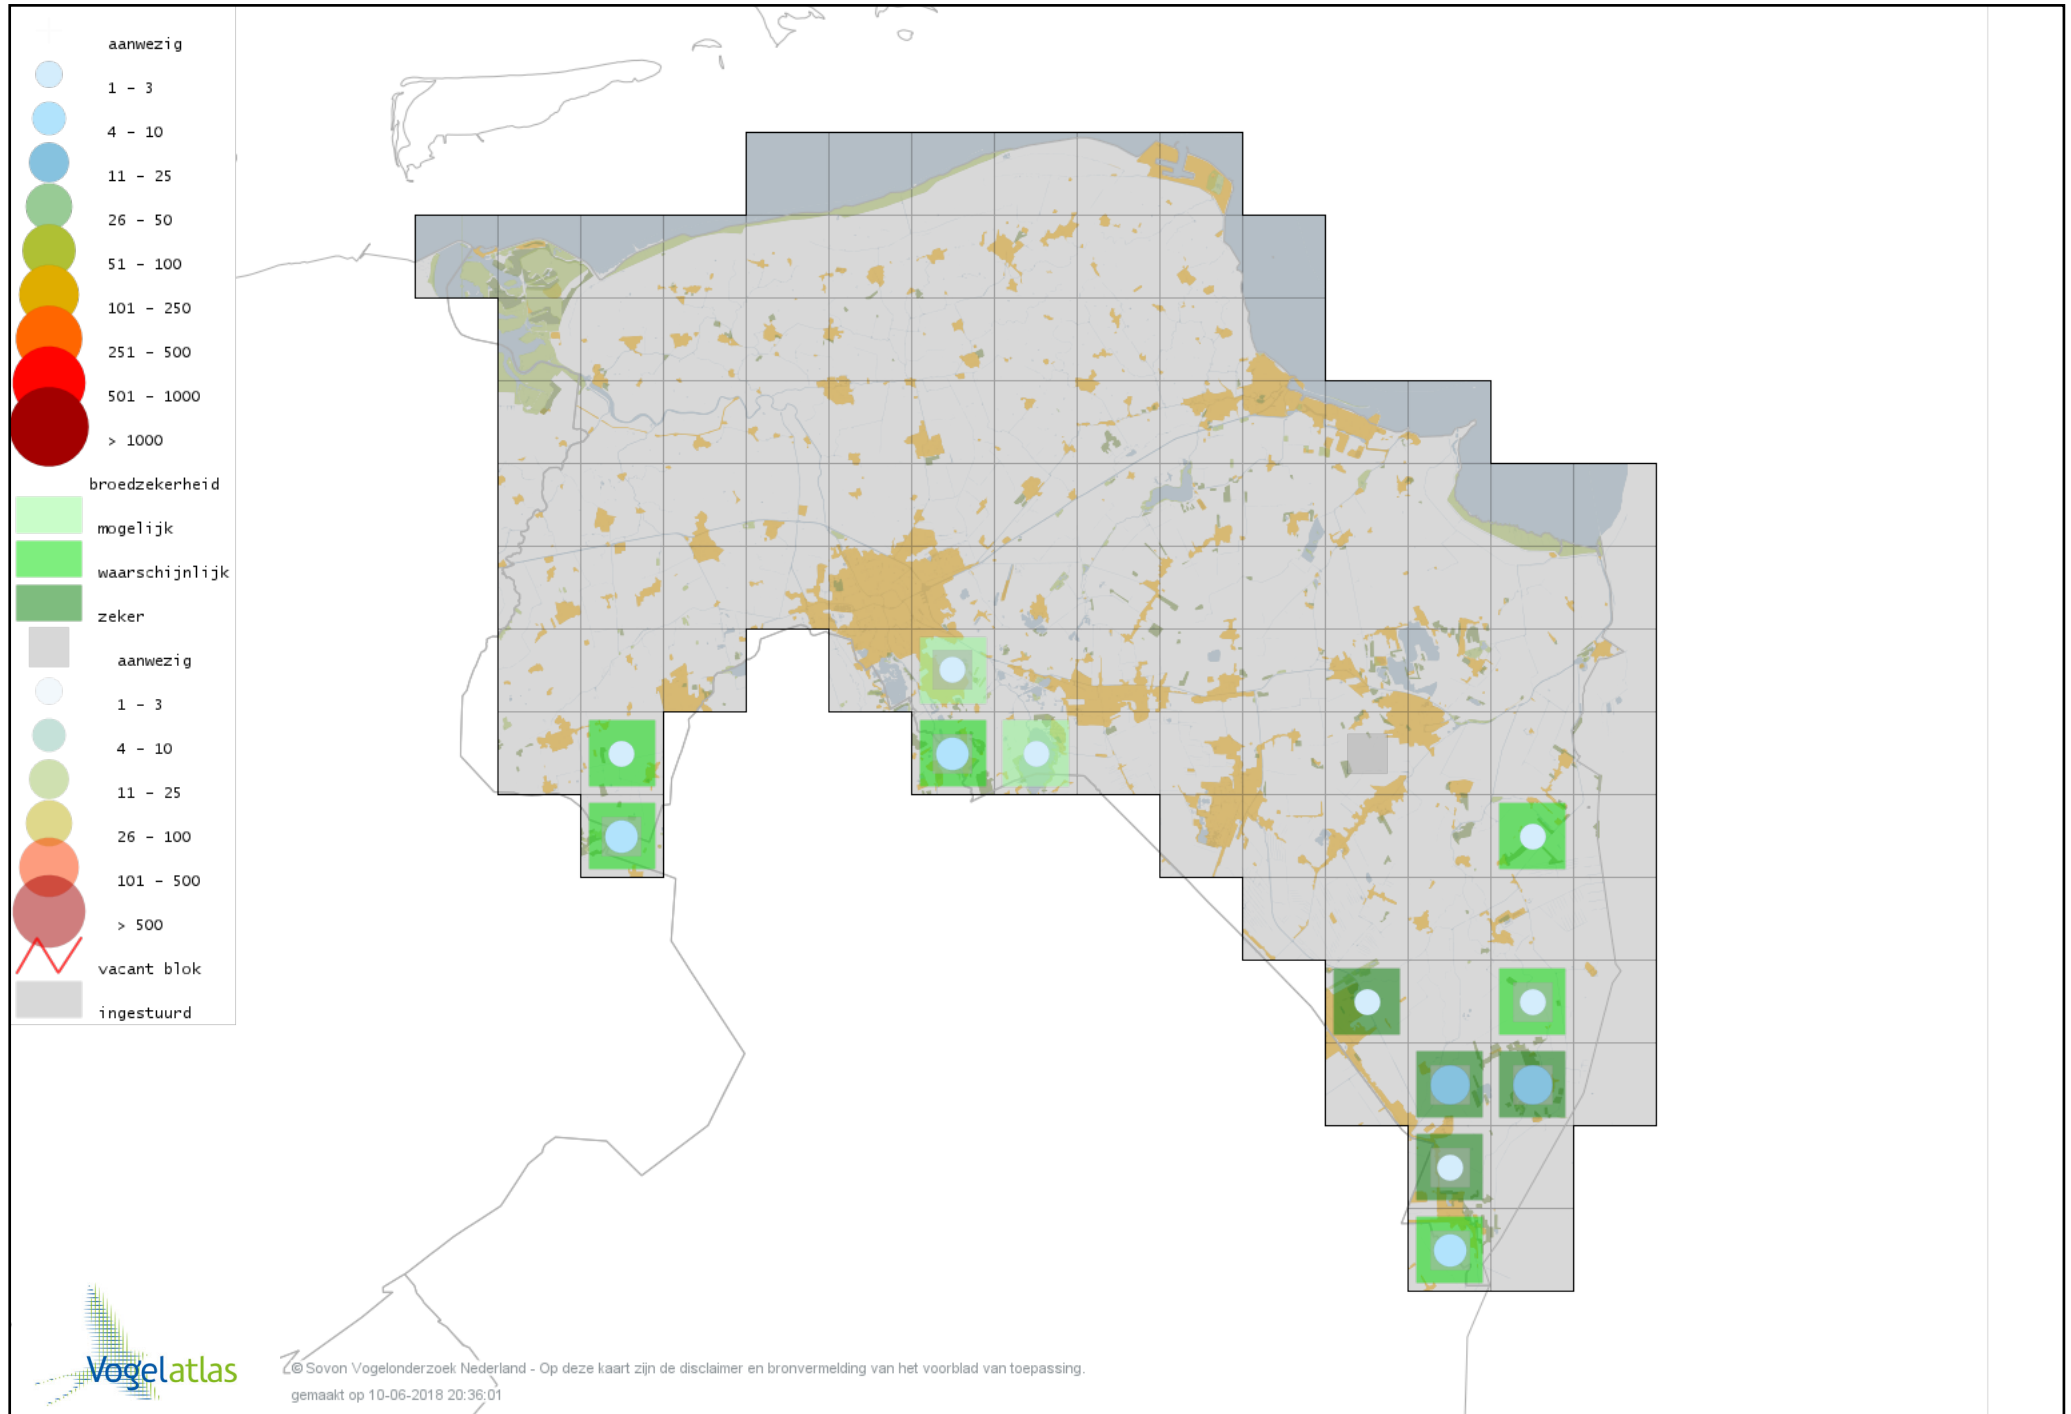 aanwezig
1 - 3
4 - 10
11 - 25
26 - 50
51 - 100
101 - 250
251 - 500
501 - 1000
> 1000
broedzekerheid
mogelijk
waarschijnlijk
zeker
aanwezig
1 - 3
4 - 10
11 - 25
26 - 100
101 - 500
> 500
vacant blok
ingestuurd
Vogelatlas
© Sovon Vogelonderzoek Nederland - Op deze kaart zijn de disclaimer en bronvermelding van het voorblad van toepassing.
gemaakt op 10-06-2018 20:36:01